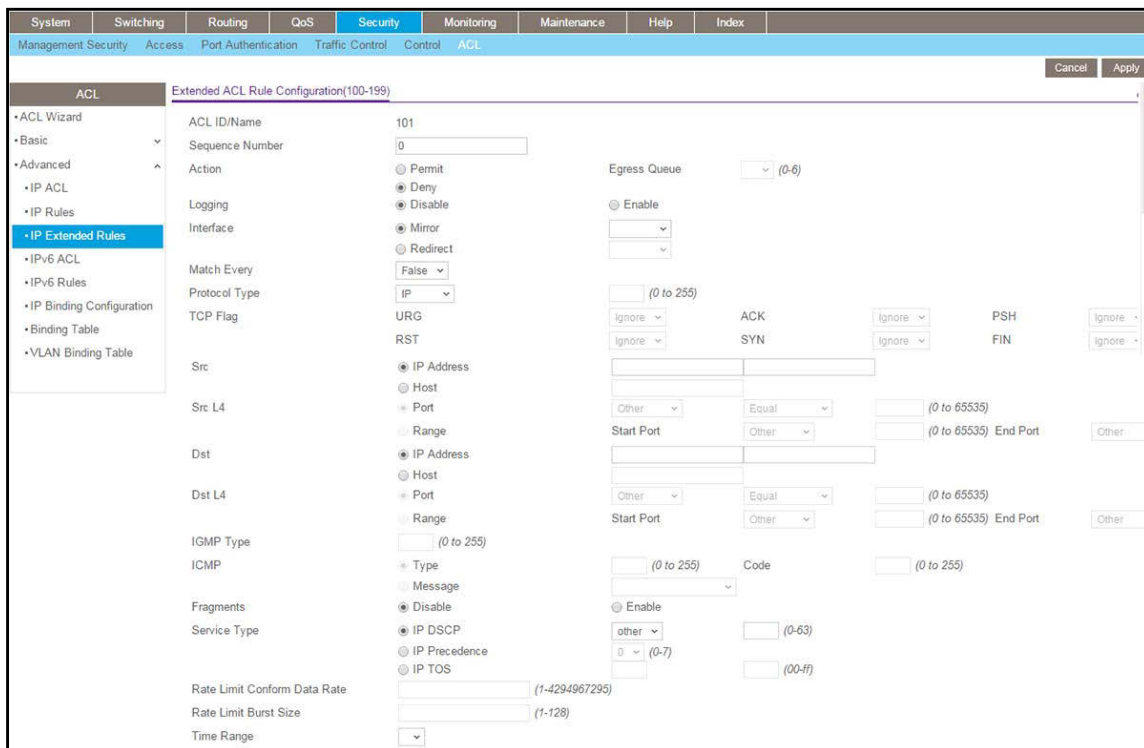 System Switching Routing QoS Security Monitoring Maintenance Help Index
Management Security Access Port Authentication Traffic Control Control ACL
Cancel Apply
ACL
•ACL Wizard
•Basic
•Advanced
•IP ACL
•IP Rules
•IP Extended Rules
•IPv6 ACL
•IPv6 Rules
•IP Binding Configuration
•Binding Table
•VLAN Binding Table
Extended ACL Rule Configuration(100-199)
ACL ID/Name 101
Sequence Number 0
Action Permit Egress Queue (0-6)
Deny
Logging Disable Enable
Interface Mirror
Redirect
Match Every False
Protocol Type IP (0 to 255)
TCP Flag URG Ignore ACK Ignore PSH Ignore
RST Ignore SYN Ignore FIN Ignore
Src IP Address
Host
Src L4 Port Other Equal (0 to 65535)
Range Start Port Other (0 to 65535) End Port Other
Dst IP Address
Host
Dst L4 Port Other Equal (0 to 65535)
Range Start Port Other (0 to 65535) End Port Other
IGMP Type (0 to 255)
ICMP Type (0 to 255) Code (0 to 255)
Message
Fragments Disable Enable
Service Type IP DSCP other (0-63)
IP Precedence 0 (0-7)
IP TOS (00-ff)
Rate Limit Conform Data Rate (1-4294967295)
Rate Limit Burst Size (1-128)
Time Range